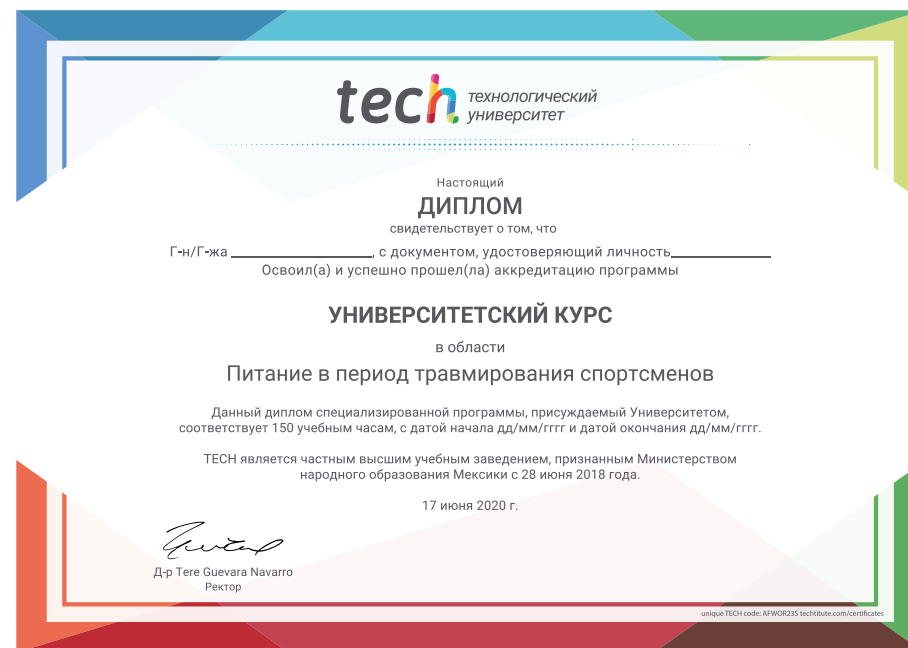 tech технологический
университет
Настоящий
ДИПЛОМ
свидетельствует о том, что
Г-н/Г-жа ____________________, с документом, удостоверяющий личность______________
Освоил(а) и успешно прошел(ла) аккредитацию программы
УНИВЕРСИТЕТСКИЙ КУРС
в области
Питание в период травмирования спортсменов
Данный диплом специализированной программы, присуждаемый Университетом,
соответствует 150 учебным часам, с датой начала дд/мм/гггг и датой окончания дд/мм/гггг.
TECH является частным высшим учебным заведением, признанным Министерством
народного образования Мексики с 28 июня 2018 года.
17 июня 2020 г.
Д-р Tere Guevara Navarro
Ректор
unique TECH code: AFWOR23S techtitute.com/certificates